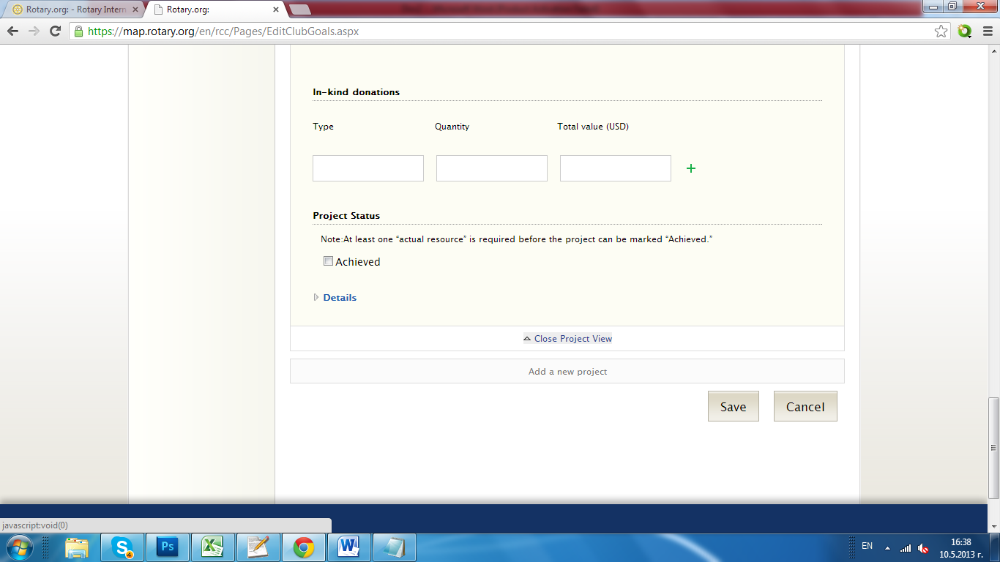 Rotary.org: - Rotary Intern
Rotary.org:
https://map.rotary.org/en/rcc/Pages/EditClubGoals.aspx
In-kind donations
Type Quantity Total value (USD)
Project Status
Note:At least one “actual resource” is required before the project can be marked “Achieved.”
Achieved
Details
Close Project View
Add a new project
Save Cancel
javascript:void(0)
S 4 Ps X W
EN 16:38
10.5.2013 г.